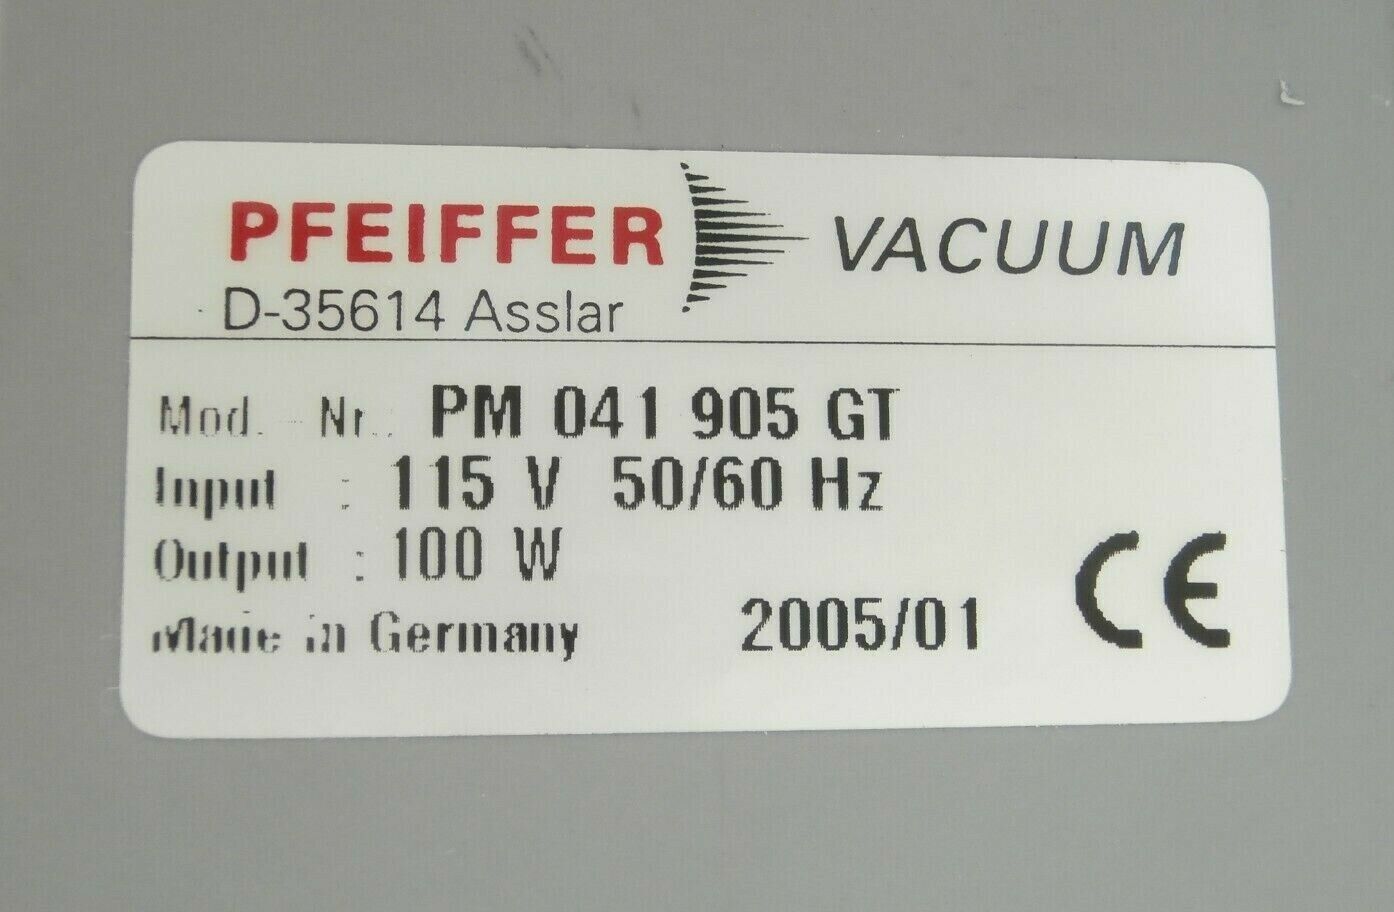 PFEIFFER VACUUM
D-35614 Asslar
Mod. - Nr.: PM 041 905 GT
Input : 115 V 50/60 Hz
Output : 100 W
Made in Germany 2005/01 CE